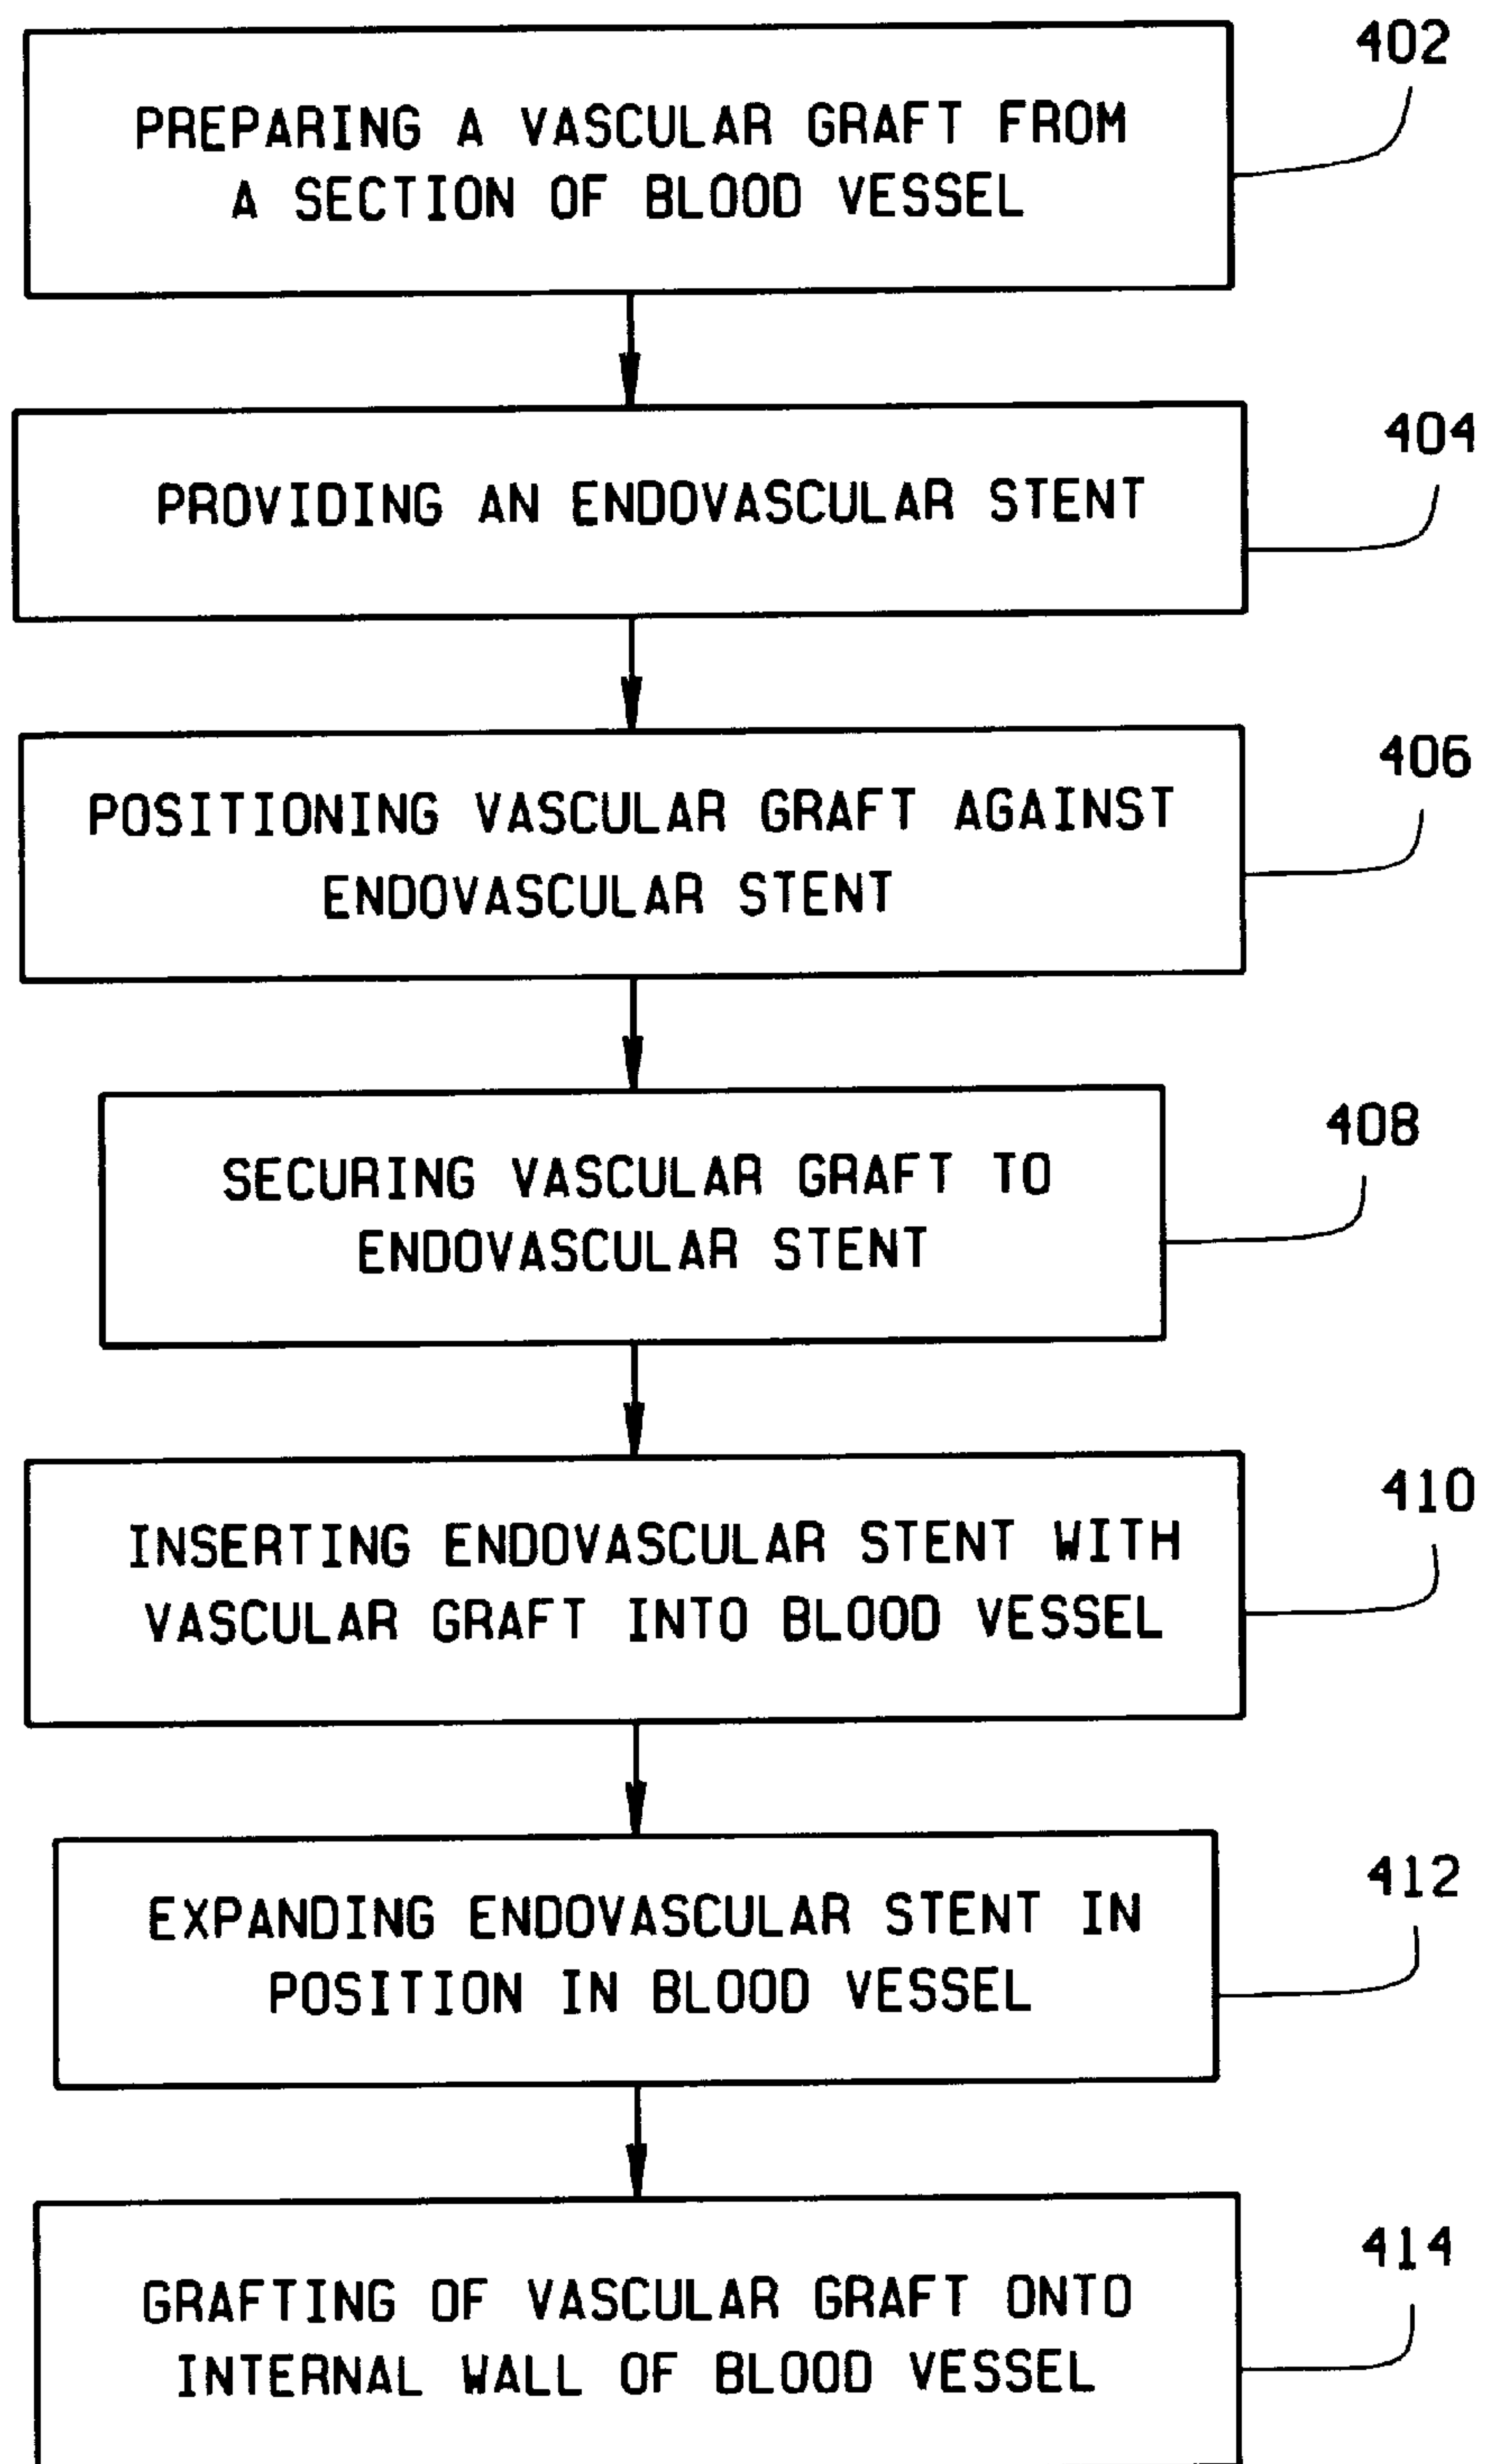 402
PREPARING A VASCULAR GRAFT FROM
A SECTION OF BLOOD VESSEL
404
PROVIDING AN ENDOVASCULAR STENT
406
POSITIONING VASCULAR GRAFT AGAINST
ENDOVASCULAR STENT
408
SECURING VASCULAR GRAFT TO
ENDOVASCULAR STENT
410
INSERTING ENDOVASCULAR STENT WITH
VASCULAR GRAFT INTO BLOOD VESSEL
412
EXPANDING ENDOVASCULAR STENT IN
POSITION IN BLOOD VESSEL
414
GRAFTING OF VASCULAR GRAFT ONTO
INTERNAL WALL OF BLOOD VESSEL